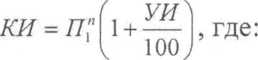 КИ = П₁ⁿ(1 + УИ/100), где: